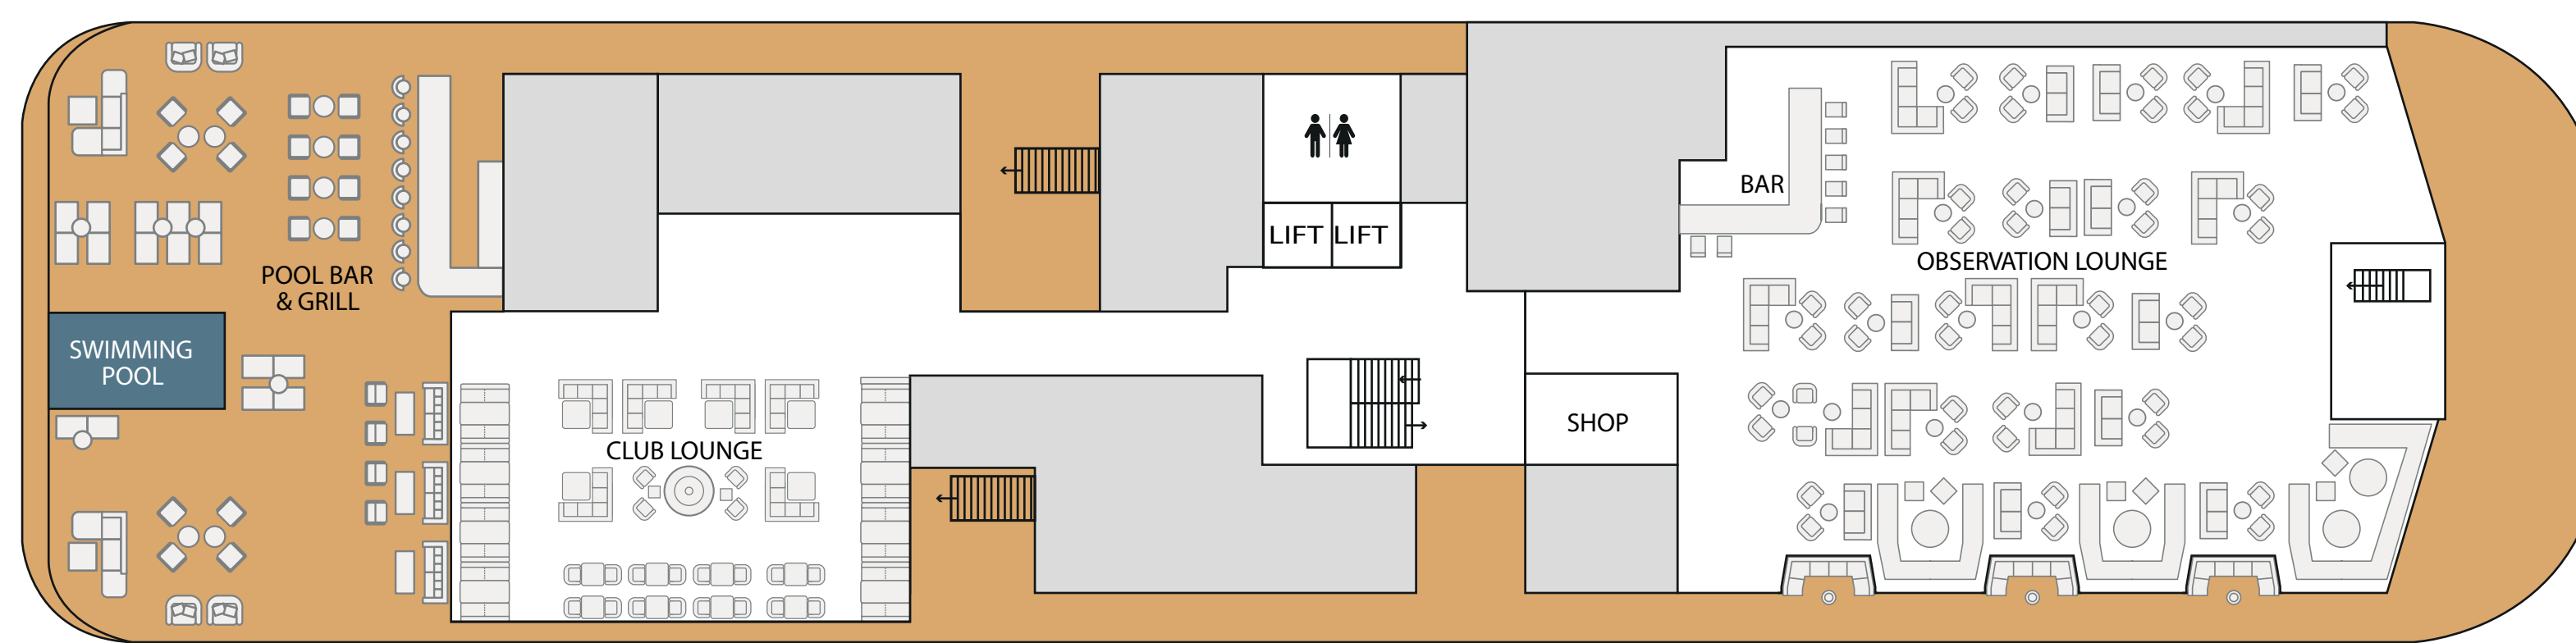 POOL BAR
& GRILL
SWIMMING
POOL
CLUB LOUNGE
LIFT LIFT
BAR
SHOP
OBSERVATION LOUNGE